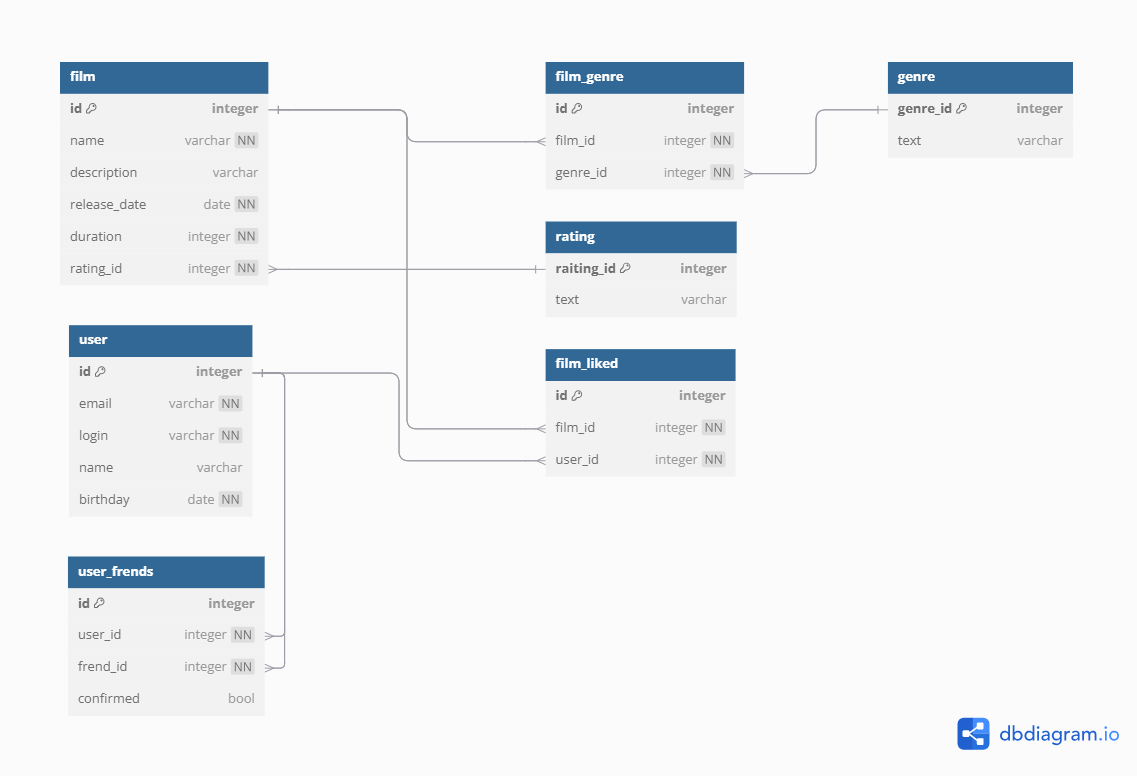 film
id integer
name varchar NN
description varchar
release_date date NN
duration integer NN
rating_id integer NN
film_genre
id integer
film_id integer NN
genre_id integer NN
genre
genre_id integer
text varchar
rating
raiting_id integer
text varchar
user
id integer
email varchar NN
login varchar NN
name varchar
birthday date NN
film_liked
id integer
film_id integer NN
user_id integer NN
user_frends
id integer
user_id integer NN
frend_id integer NN
confirmed bool
dbdiagram.io